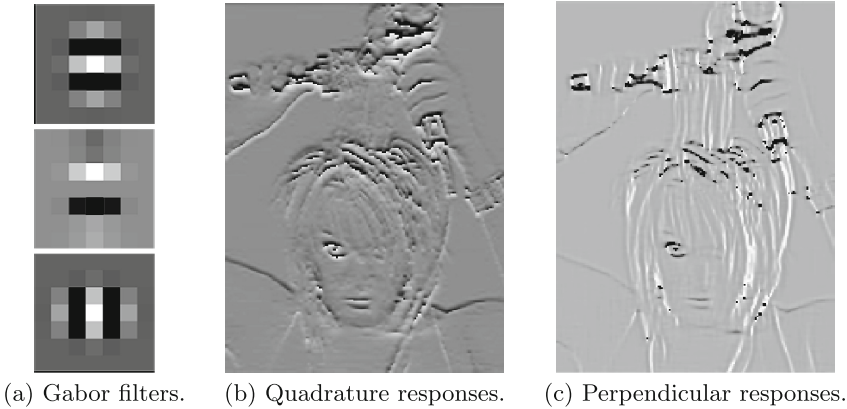 (a) Gabor filters.
(b) Quadrature responses.
(c) Perpendicular responses.